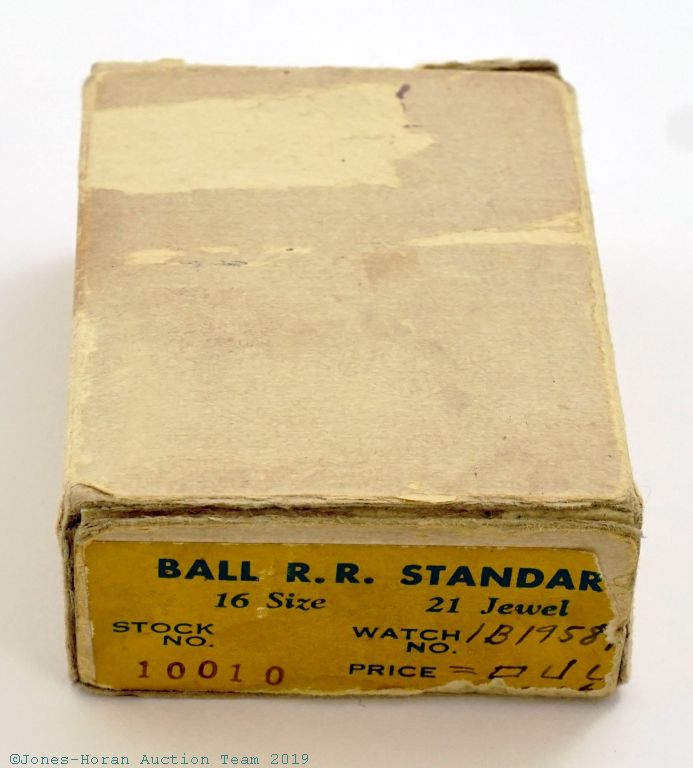 BALL R.R. STANDAR
16 Size 21 Jewel
STOCK NO. WATCH NO. 1B1958
10010 PRICE
©Jones-Horan Auction Team 2019